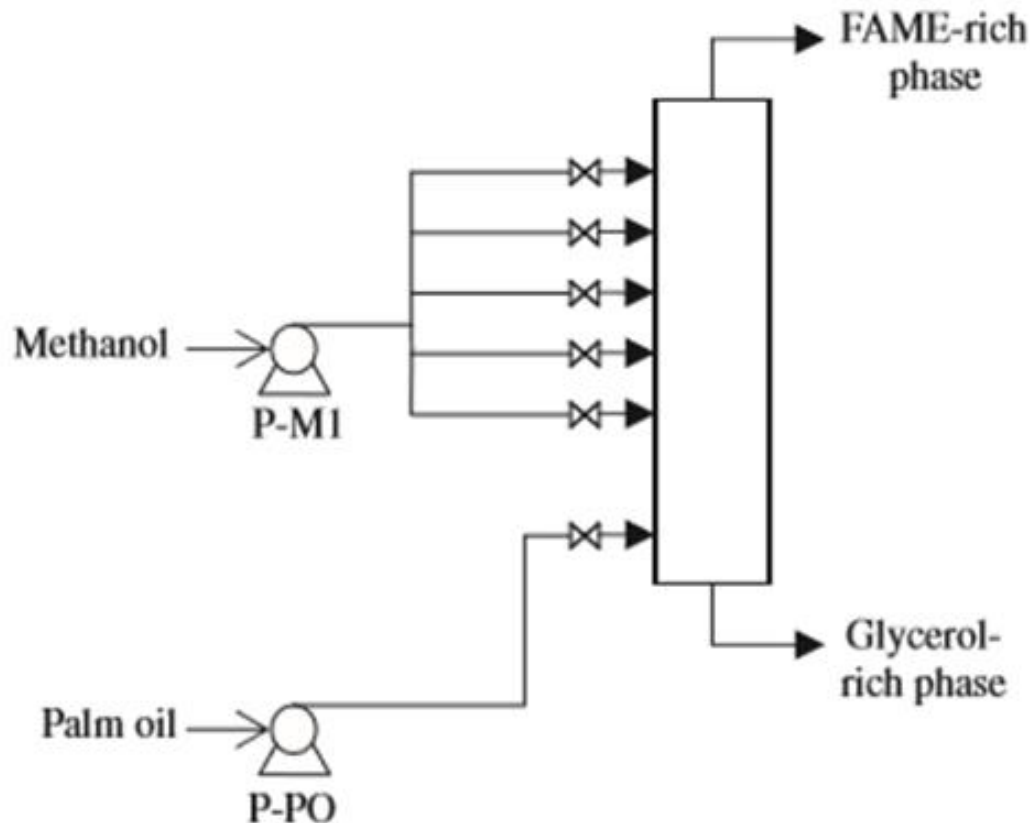 FAME-rich
phase
Methanol
P-M1
Glycerol-
rich phase
Palm oil
P-PO